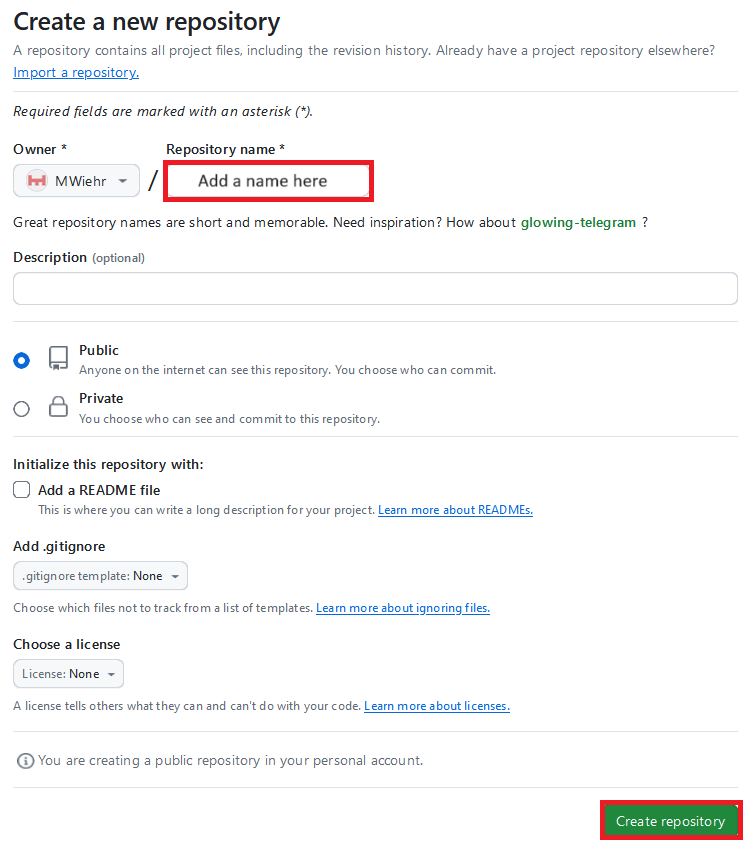 Create a new repository
A repository contains all project files, including the revision history. Already have a project repository elsewhere?
Import a repository.
Required fields are marked with an asterisk (*).
Owner * Repository name *
MWiehr / Add a name here
Great repository names are short and memorable. Need inspiration? How about glowing-telegram ?
Description (optional)
Public
Anyone on the internet can see this repository. You choose who can commit.
Private
You choose who can see and commit to this repository.
Initialize this repository with:
Add a README file
This is where you can write a long description for your project. Learn more about READMEs.
Add .gitignore
.gitignore template: None
Choose which files not to track from a list of templates. Learn more about ignoring files.
Choose a license
License: None
A license tells others what they can and can't do with your code. Learn more about licenses.
You are creating a public repository in your personal account.
Create repository